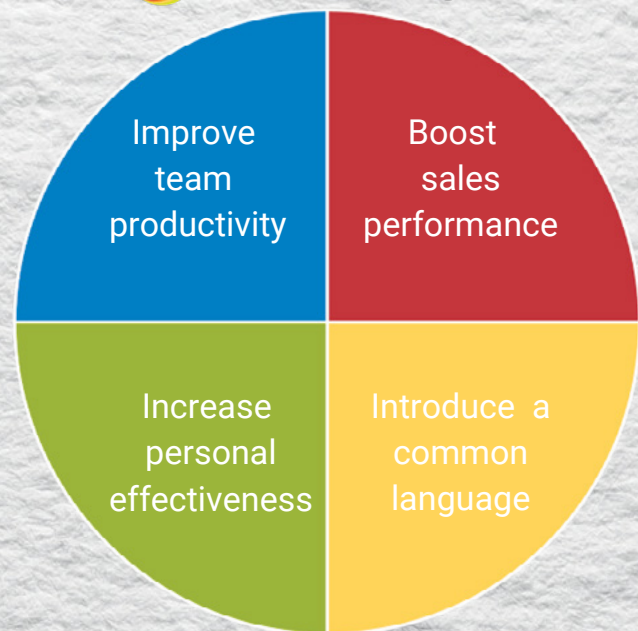 Improve
team
productivity
Boost
sales
performance
Increase
personal
effectiveness
Introduce a
common
language